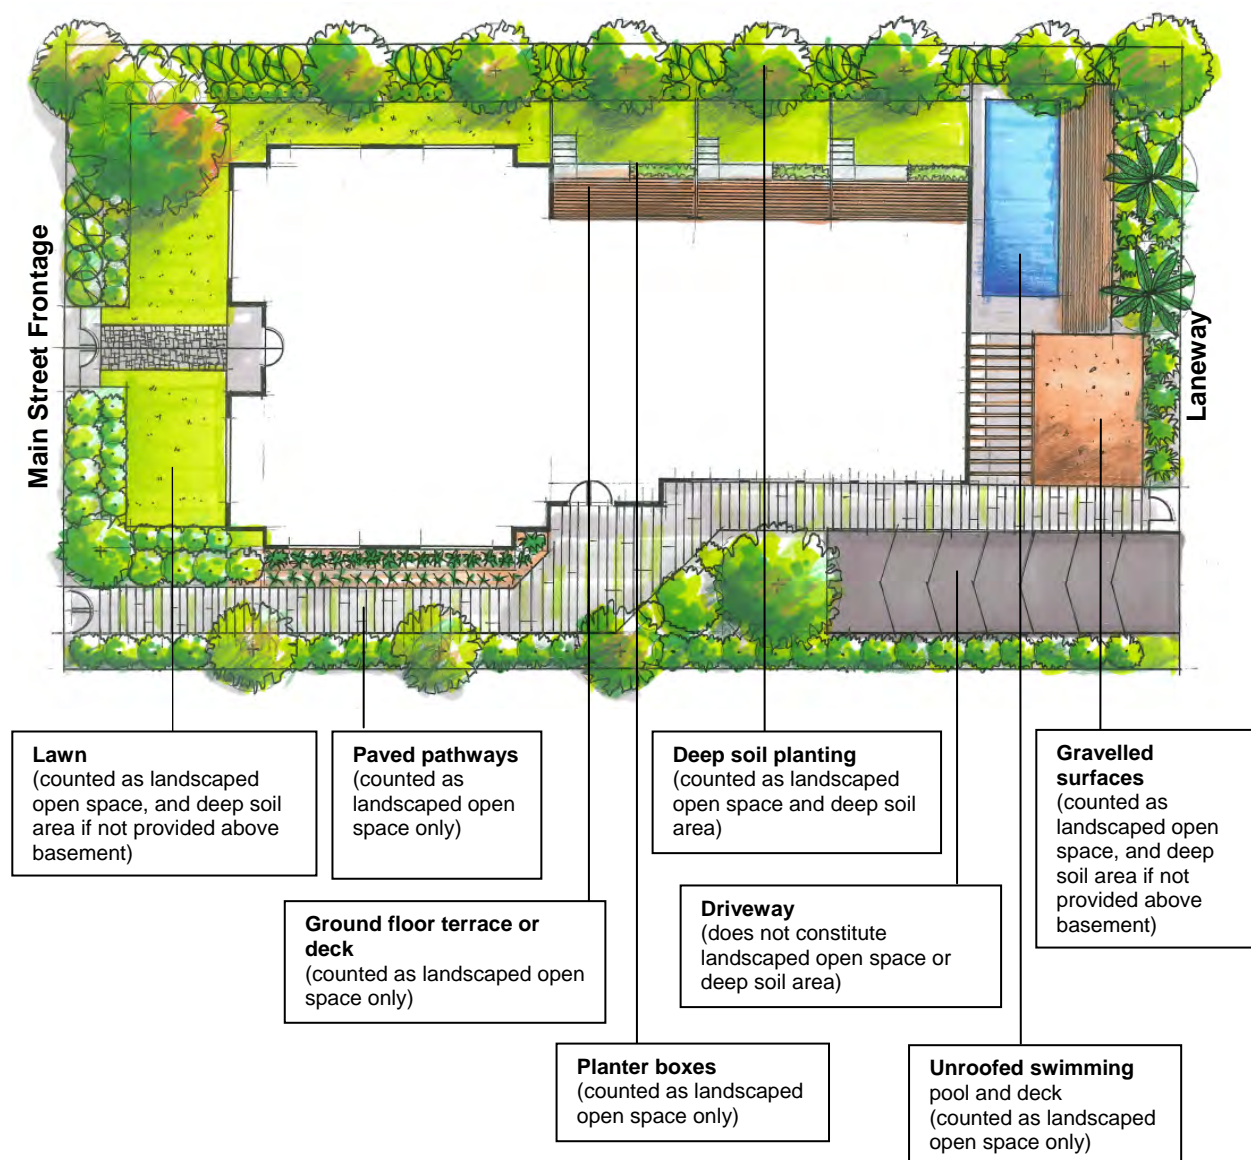 Main Street Frontage
Laneway
Lawn
(counted as landscaped
open space, and deep soil
area if not provided above
basement)
Paved pathways
(counted as
landscaped open
space only)
Deep soil planting
(counted as landscaped
open space and deep soil
area)
Gravelled
surfaces
(counted as
landscaped open
space, and deep
soil area if not
provided above
basement)
Ground floor terrace or
deck
(counted as landscaped open
space only)
Driveway
(does not constitute
landscaped open space or
deep soil area)
Planter boxes
(counted as landscaped
open space only)
Unroofed swimming
pool and deck
(counted as landscaped
open space only)